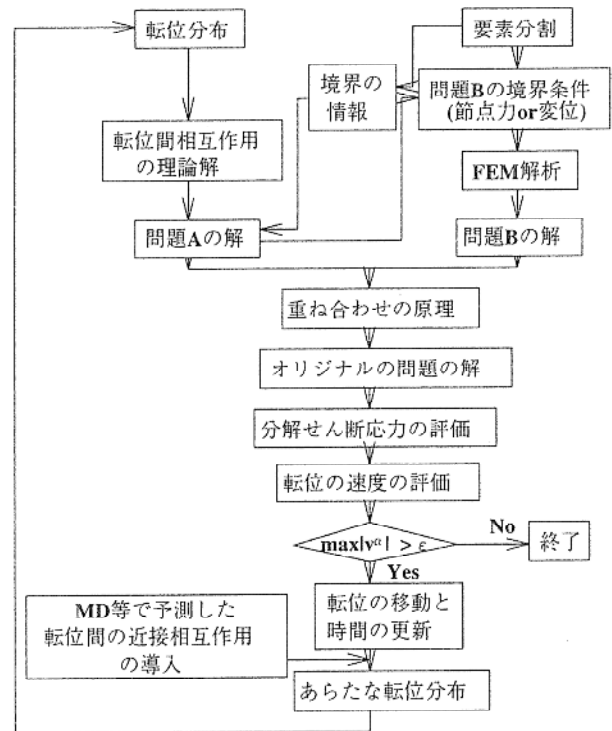 転位分布
要素分割
境界の
情報
問題Bの境界条件
(節点力or変位)
転位間相互作用
の理論解
FEM解析
問題Aの解
問題Bの解
重ね合わせの原理
オリジナルの問題の解
分解せん断応力の評価
転位の速度の評価
max|v^α| > ε
No
終了
Yes
転位の移動と
時間の更新
MD等で予測した
転位間の近接相互作用
の導入
あらたな転位分布